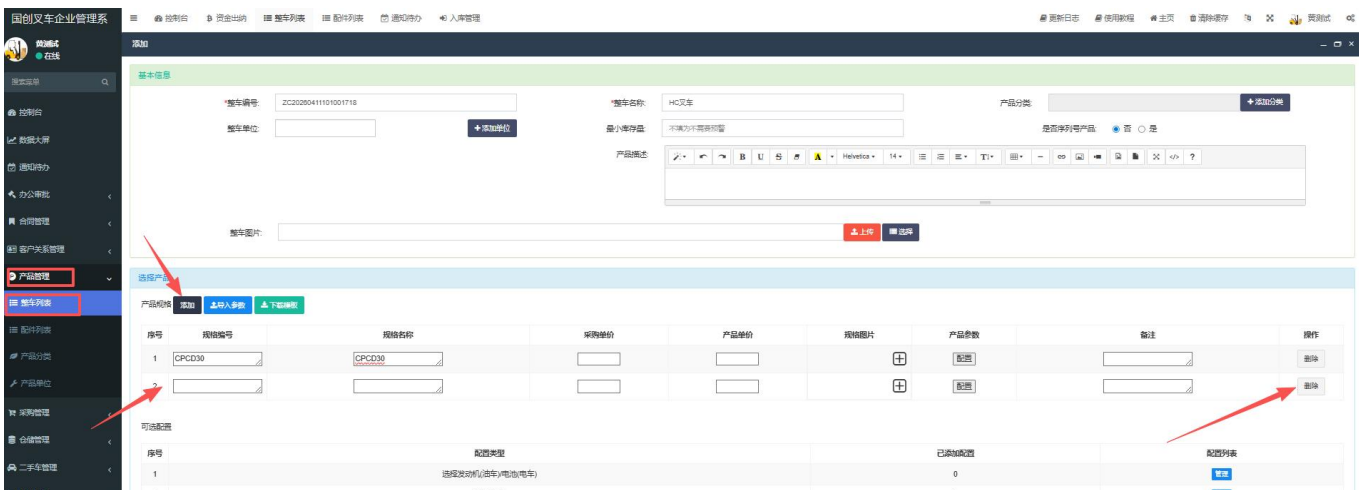 国创叉车企业管理系
控制台
资金出纳
整车列表
配件列表
通知待办
入库管理
更新日志
使用教程
主页
清除缓存
黄测试
黄测试
在线
添加
搜索菜单
控制台
数据大屏
通知待办
办公审批
合同管理
客户关系管理
产品管理
整车列表
配件列表
产品分类
产品单位
采购管理
仓储管理
二手车管理
基本信息
*整车编号: ZC20260411101001718
*整车名称: HC叉车
产品分类:
+添加分类
整车单位:
+添加单位
最小库存量: 不填为不需要预警
是否序列号产品: 否 是
产品描述:
B U S Helvetica 14
整车图片:
上传
选择
选择产品
产品规格 添加 导入参数 下载模板
序号 规格编号 规格名称 采购单价 产品单价 规格图片 产品参数 备注 操作
1 CPCD30 CPCD30 配置 删除
2 配置 删除
可选配置
序号 配置类型 已添加配置 配置列表
1 选择发动机(油车)/电池(电车) 0 管理